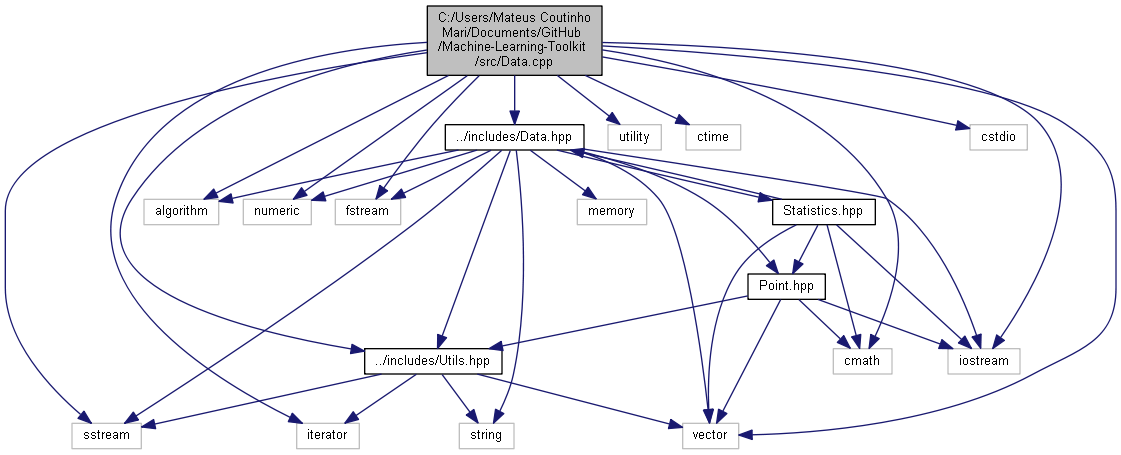 C:/Users/Mateus Coutinho
Mari/Documents/GitHub
/Machine-Learning-Toolkit
/src/Data.cpp
../includes/Data.hpp
utility
ctime
cstdio
algorithm
numeric
fstream
memory
Statistics.hpp
Point.hpp
../includes/Utils.hpp
cmath
iostream
sstream
iterator
string
vector